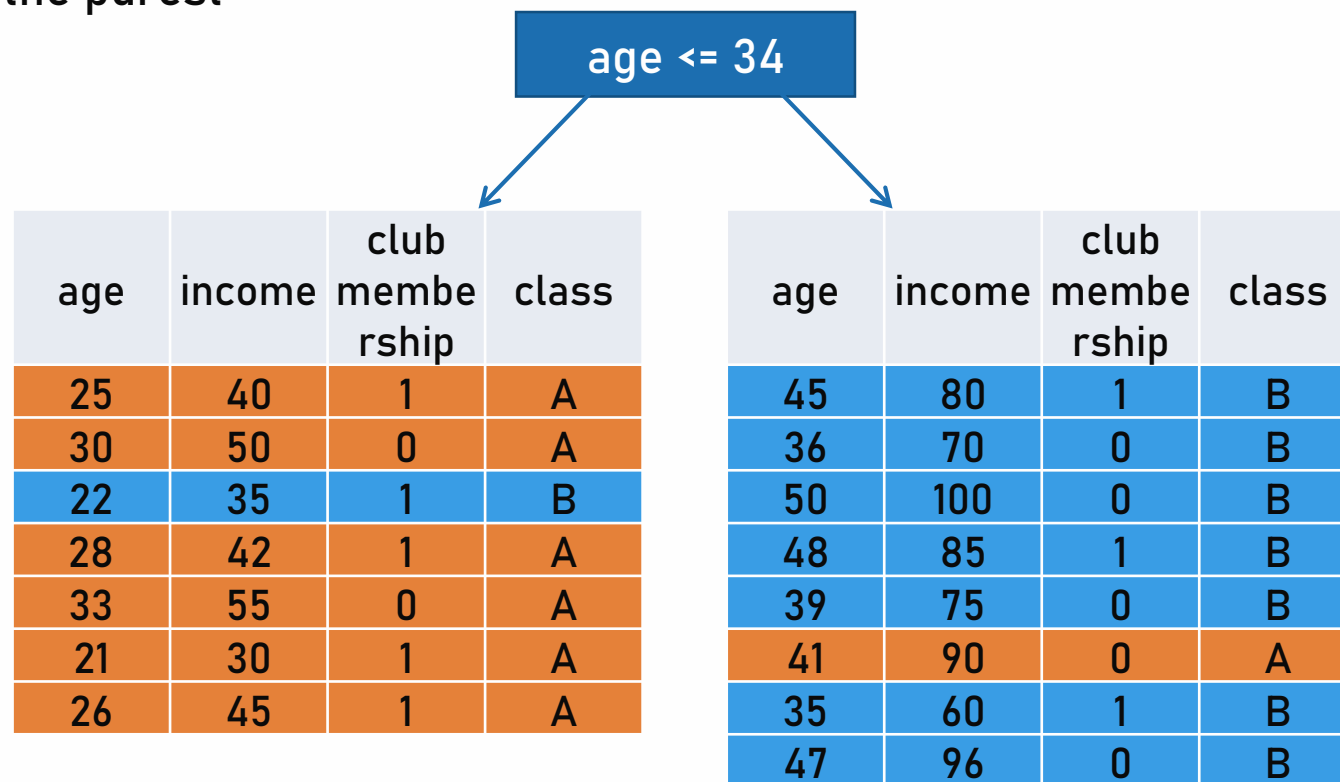 the purest
age <= 34
age income club membe rship class
25 40 1 A
30 50 0 A
22 35 1 B
28 42 1 A
33 55 0 A
21 30 1 A
26 45 1 A
age income club membe rship class
45 80 1 B
36 70 0 B
50 100 0 B
48 85 1 B
39 75 0 B
41 90 0 A
35 60 1 B
47 96 0 B